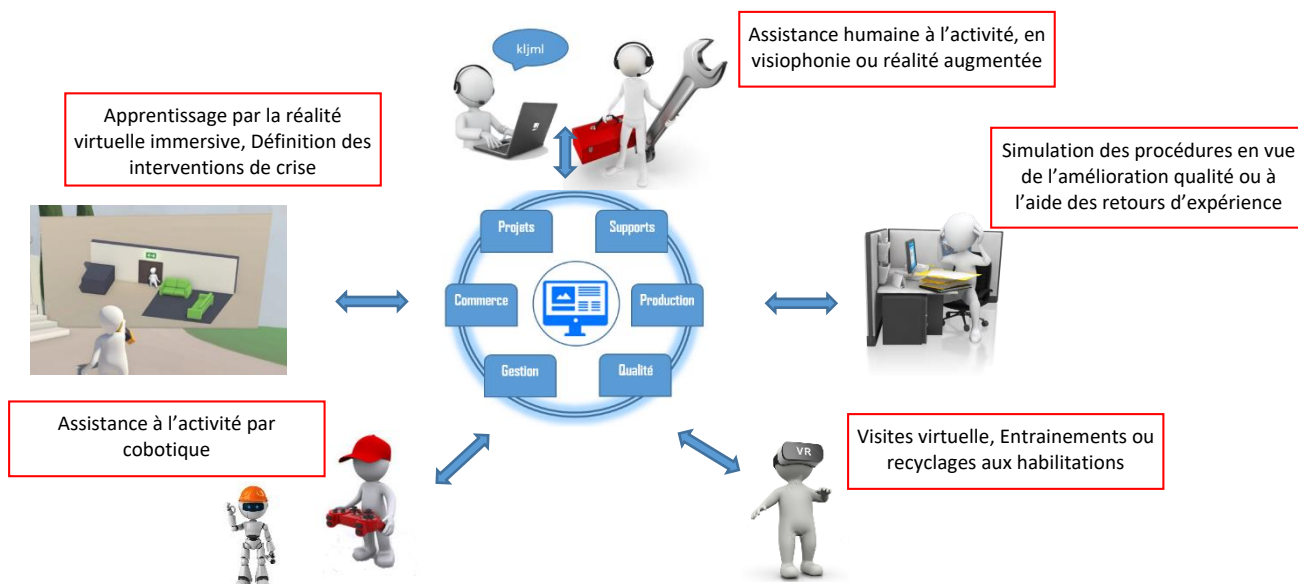 Assistance humaine à l'activité, en
visiophonie ou réalité augmentée
kljml
Apprentissage par la réalité
virtuelle immersive, Définition des
interventions de crise
Simulation des procédures en vue
de l'amélioration qualité ou à
l'aide des retours d'expérience
Projets
Supports
Commerce
Production
Gestion
Qualité
Assistance à l'activité par
cobotique
Visites virtuelle, Entrainements ou
recyclages aux habilitations
VR